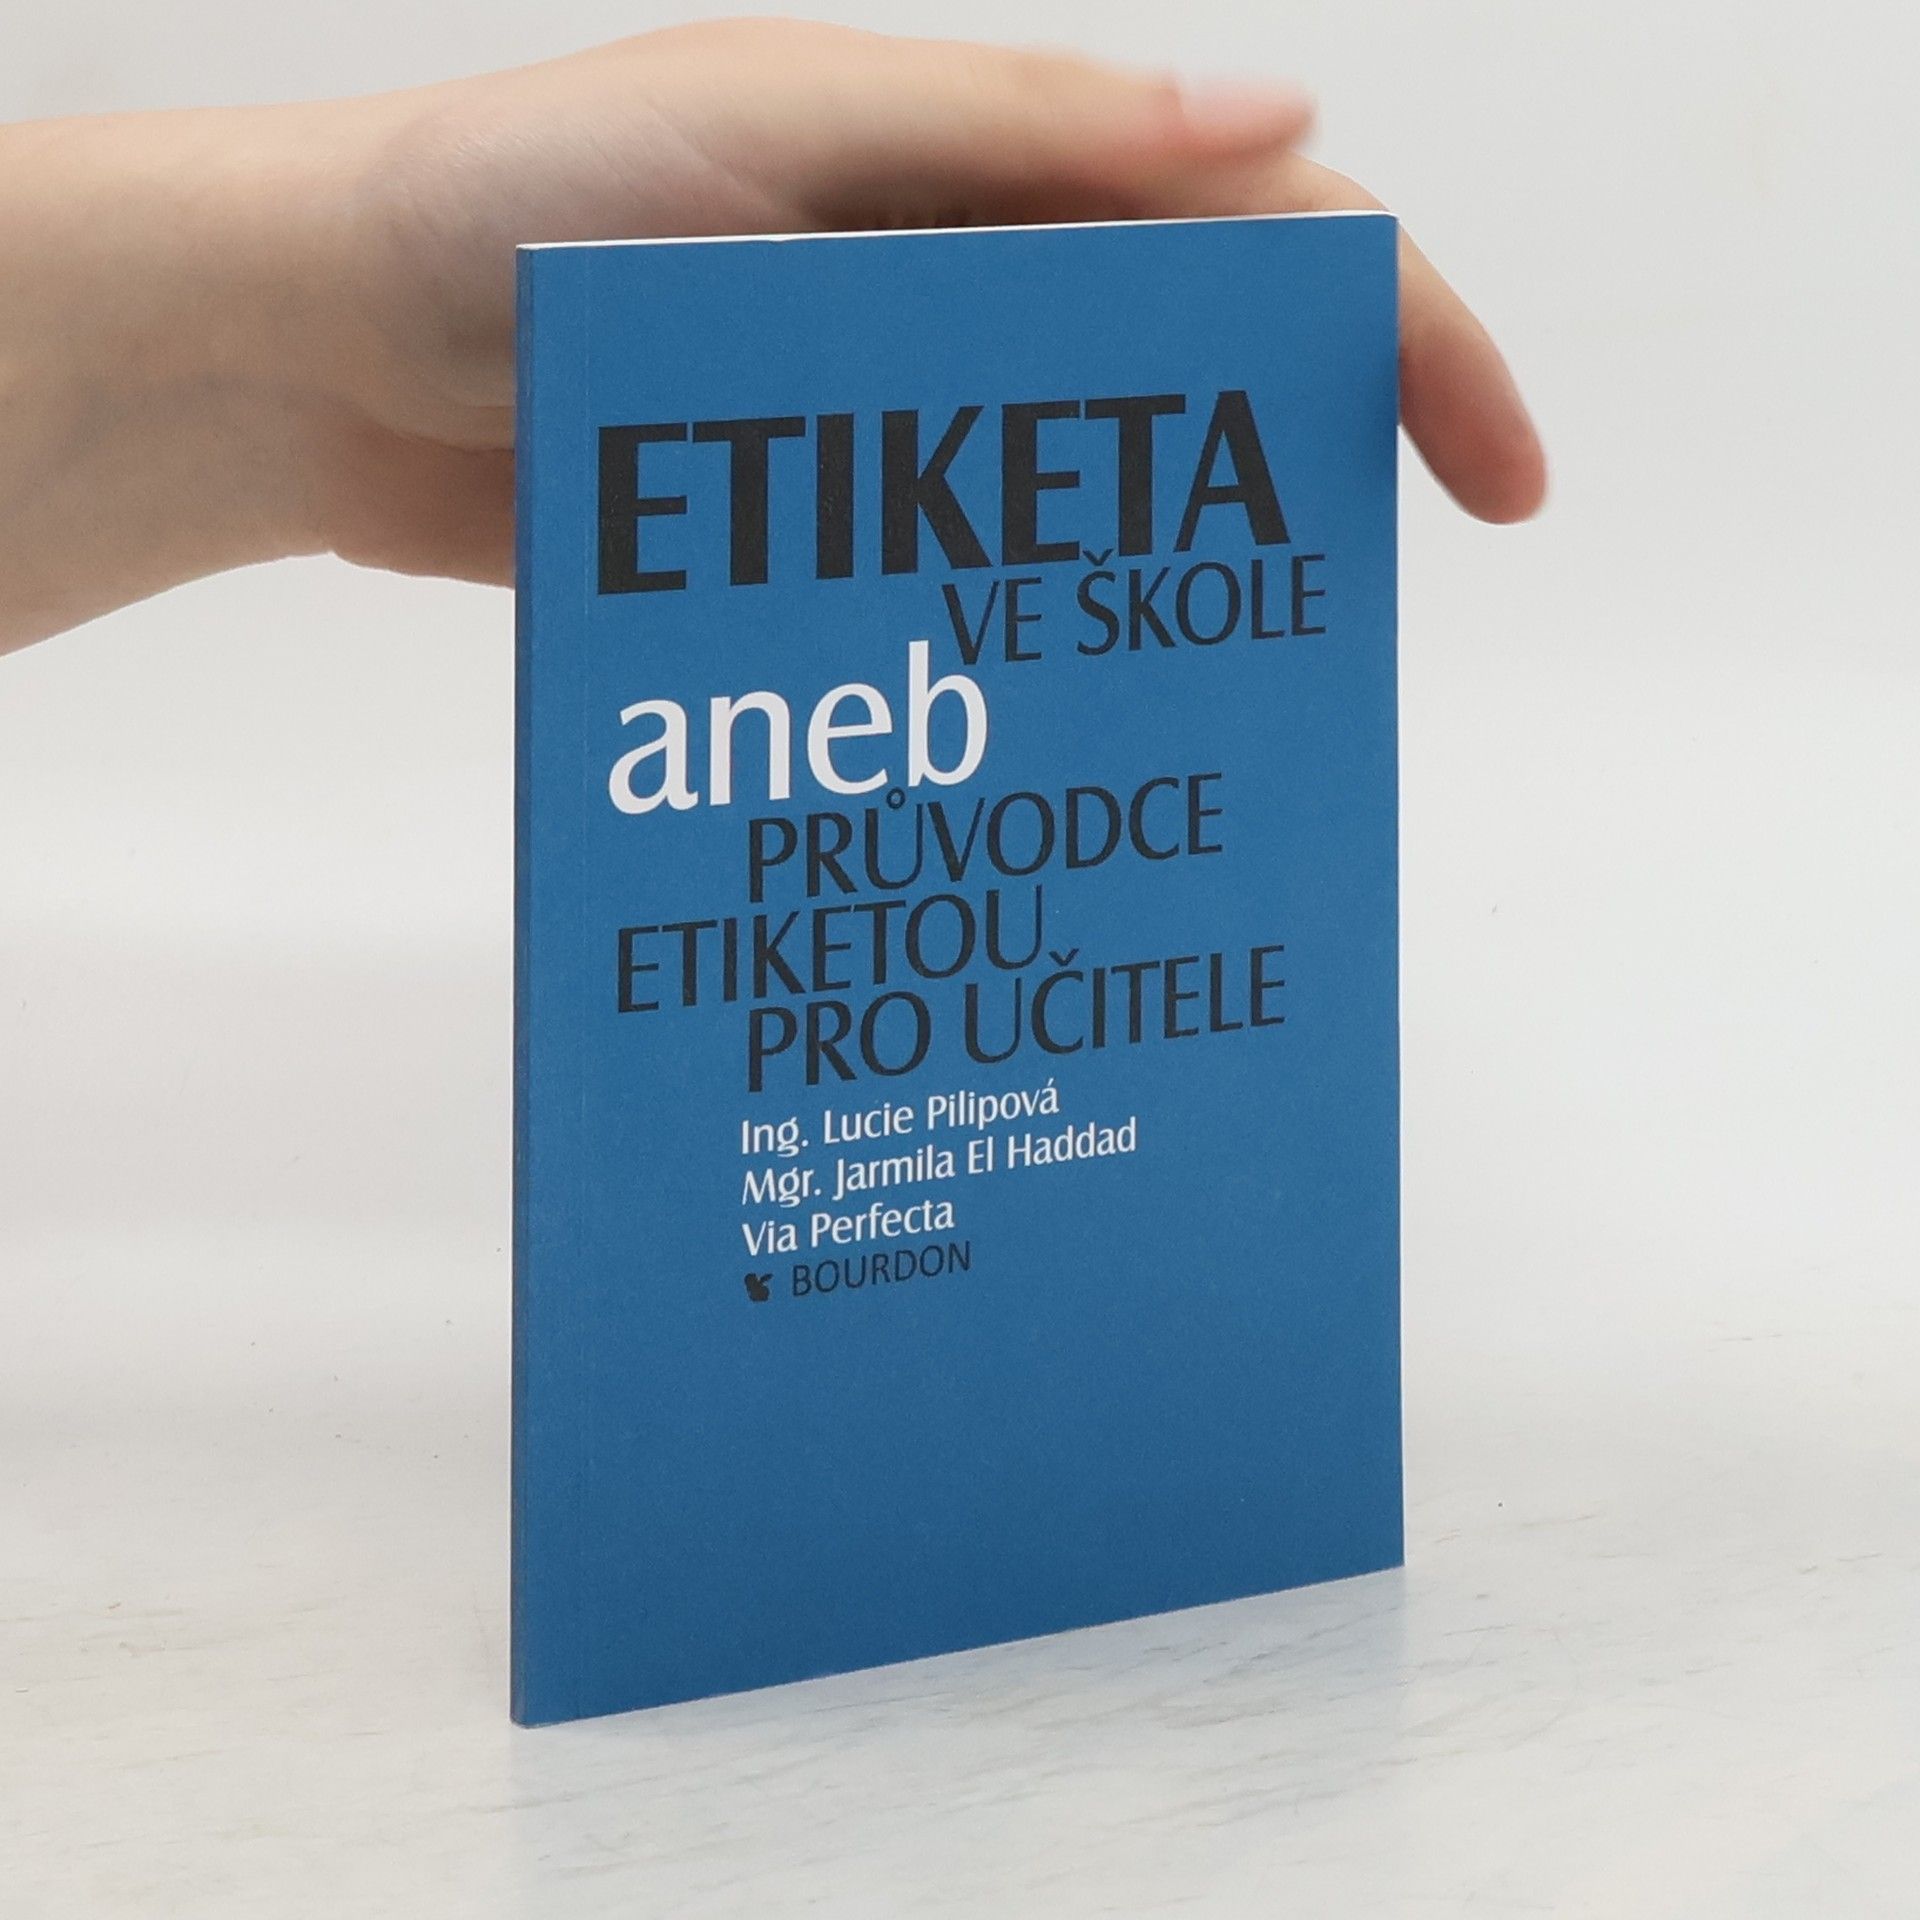 ETIKETA
VE ŠKOLE
aneb
PRŮVODCE
ETIKETOU
PRO UČITELE
Ing. Lucie Pilipová
Mgr. Jarmila El Haddad
Via Perfecta
BOURDON